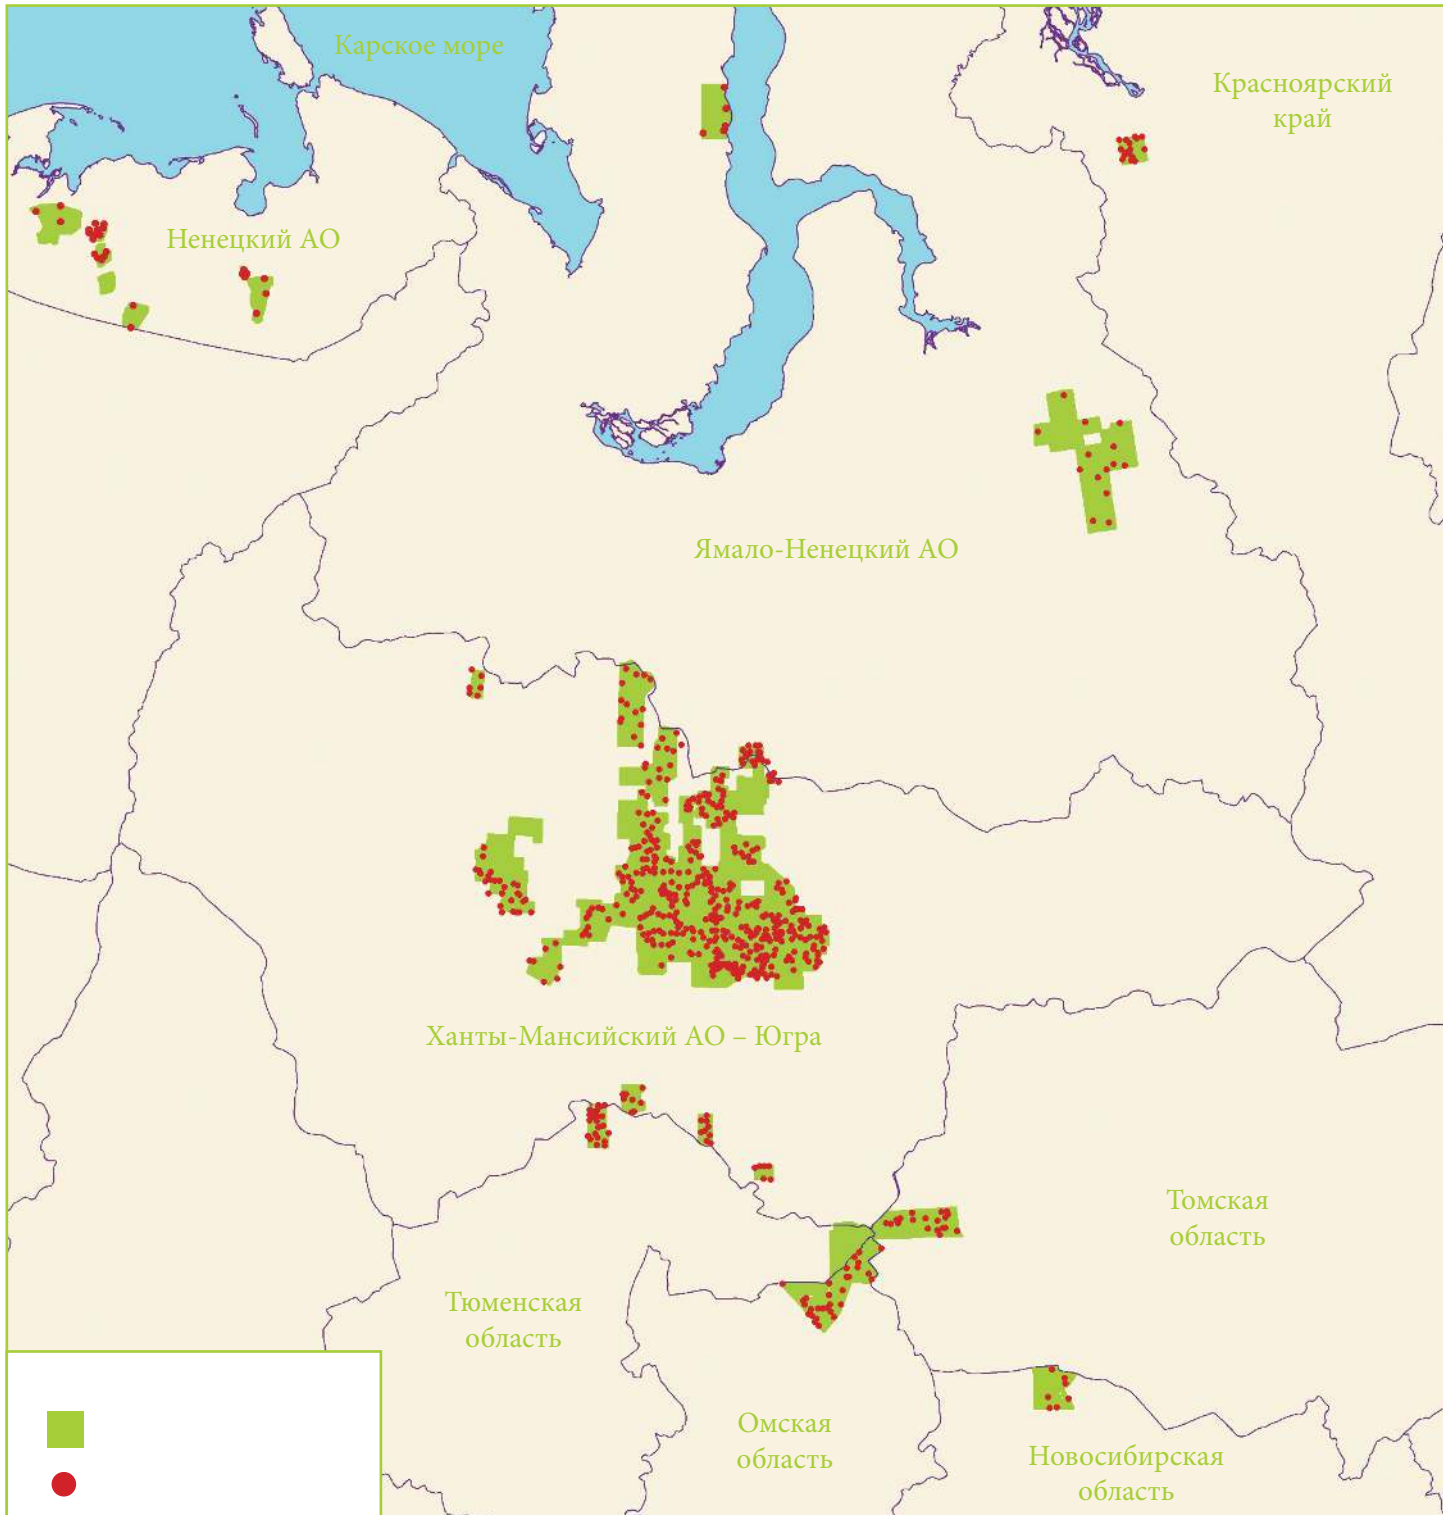 Карское море
Красноярский
край
Ненецкий АО
Ямало-Ненецкий АО
Ханты-Мансийский АО – Югра
Томская
область
Тюменская
область
Омская
область
Новосибирская
область